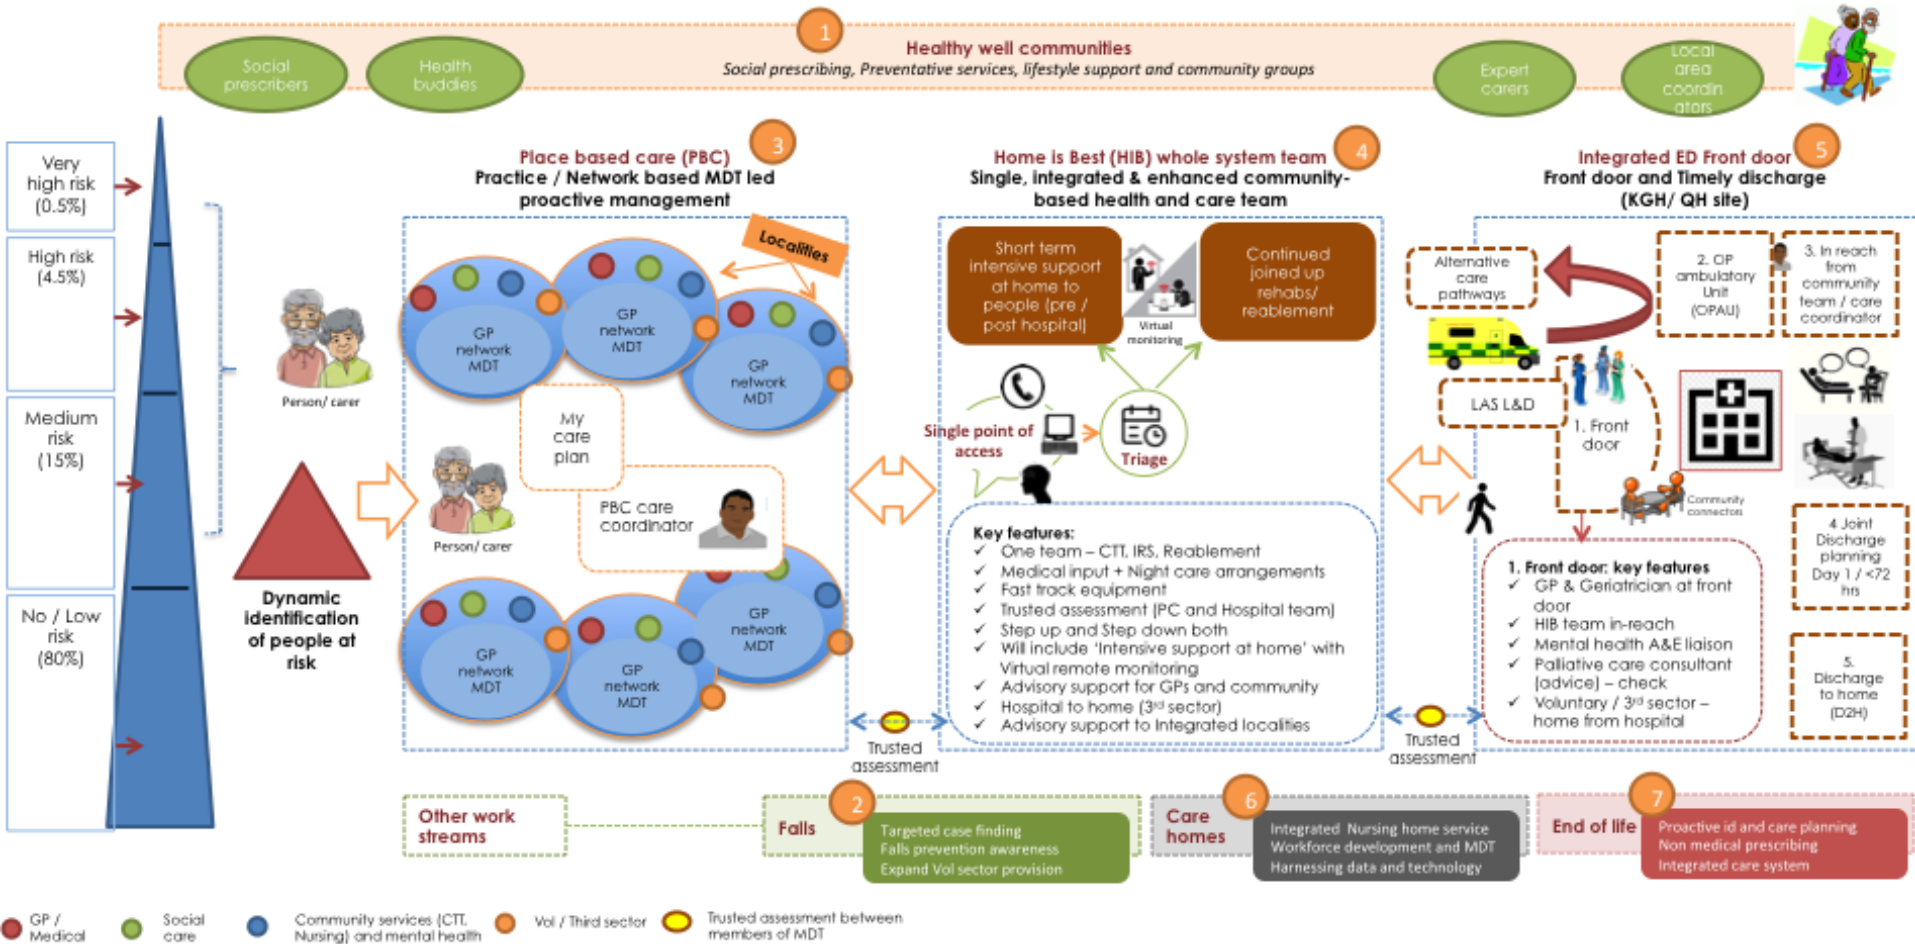 1
Healthy well communities
Social prescribing, Preventative services, lifestyle support and community groups
Social
prescribers
Health
buddies
Expert
carers
Local
area
coordin
ators
Very
high risk
(0.5%)
High risk
(4.5%)
Medium
risk
(15%)
No / Low
risk
(80%)
Person/ carer
Dynamic
identification
of people at
risk
3
Place based care (PBC)
Practice / Network based MDT led
proactive management
Localities
GP
network
MDT
GP
network
MDT
GP
network
MDT
My
care
plan
PBC care
coordinator
Person/ carer
GP
network
MDT
GP
network
MDT
GP
network
MDT
Trusted
assessment
4
Home is Best (HIB) whole system team
Single, integrated & enhanced community-
based health and care team
Short term
intensive support
at home to
people (pre /
post hospital)
Virtual
monitoring
Continued
joined up
rehabs/
reablement
Single point of
access
Triage
Key features:
✓ One team – CTT, IRS, Reablement
✓ Medical input + Night care arrangements
✓ Fast track equipment
✓ Trusted assessment (PC and Hospital team)
✓ Step up and Step down both
✓ Will include 'Intensive support at home' with
Virtual remote monitoring
✓ Advisory support for GPs and community
✓ Hospital to home (3rd sector)
✓ Advisory support to Integrated localities
Trusted
assessment
5
Integrated ED Front door
Front door and Timely discharge
(KGH/ QH site)
Alternative
care
pathways
2. OP
ambulatory
Unit
(OPAU)
3. In reach
from
community
team / care
coordinator
LAS L&D
1. Front
door
Community
connectors
1. Front door: key features
✓ GP & Geriatrician at front
door
✓ HIB team in-reach
✓ Mental health A&E liaison
✓ Palliative care consultant
(advice) – check
✓ Voluntary / 3rd sector –
home from hospital
4 Joint
Discharge
planning
Day 1 / <72
hrs
5.
Discharge
to home
(D2H)
Other work
streams
Falls
2
Targeted case finding
Falls prevention awareness
Expand Vol sector provision
Care
homes
6
Integrated Nursing home service
Workforce development and MDT
Harnessing data and technology
End of life
7
Proactive id and care planning
Non medical prescribing
Integrated care system
GP /
Medical
Social
care
Community services (CTT,
Nursing) and mental health
Vol / Third sector
Trusted assessment between
members of MDT